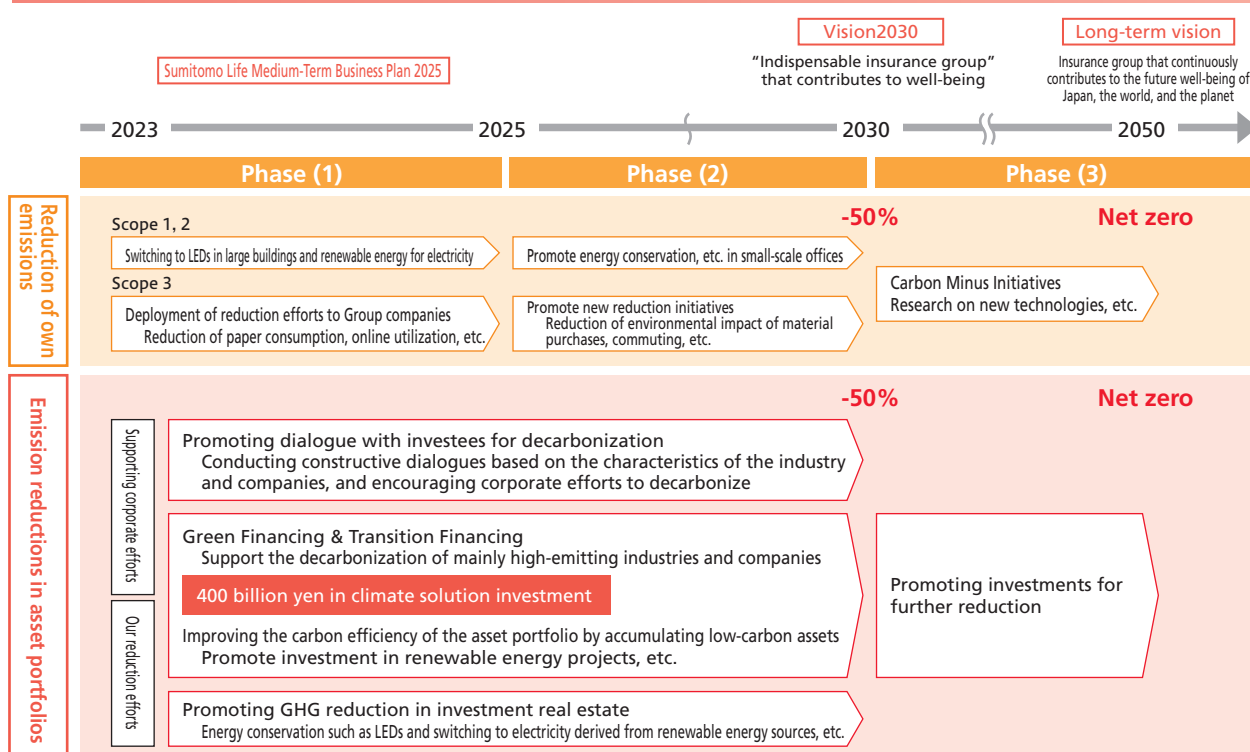 Vision2030
"Indispensable insurance group"
that contributes to well-being
Long-term vision
Insurance group that continuously
contributes to the future well-being of
Japan, the world, and the planet
Sumitomo Life Medium-Term Business Plan 2025
2023
2025
2030
2050
Phase (1)
Phase (2)
Phase (3)
Reduction of own
emissions
-50%
Net zero
Scope 1, 2
Switching to LEDs in large buildings and renewable energy for electricity
Promote energy conservation, etc. in small-scale offices
Scope 3
Deployment of reduction efforts to Group companies
Reduction of paper consumption, online utilization, etc.
Promote new reduction initiatives
Reduction of environmental impact of material
purchases, commuting, etc.
Carbon Minus Initiatives
Research on new technologies, etc.
Emission reductions in asset portfolios
-50%
Net zero
Supporting corporate efforts
Promoting dialogue with investees for decarbonization
Conducting constructive dialogues based on the characteristics of the industry
and companies, and encouraging corporate efforts to decarbonize
Green Financing & Transition Financing
Support the decarbonization of mainly high-emitting industries and companies
400 billion yen in climate solution investment
Improving the carbon efficiency of the asset portfolio by accumulating low-carbon assets
Promote investment in renewable energy projects, etc.
Promoting investments for
further reduction
Our reduction efforts
Promoting GHG reduction in investment real estate
Energy conservation such as LEDs and switching to electricity derived from renewable energy sources, etc.